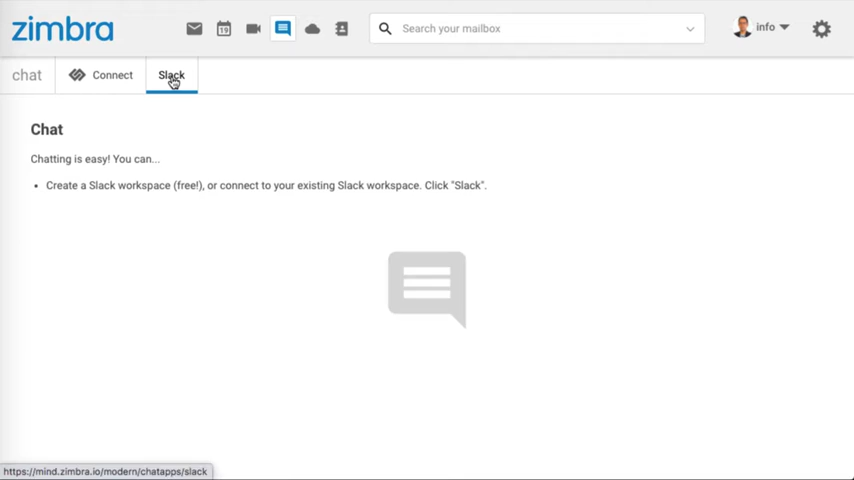 zimbra
19
Search your mailbox
info
chat
Connect
Slack
Chat
Chatting is easy! You can...
• Create a Slack workspace (free!), or connect to your existing Slack workspace. Click "Slack".
https://mind.zimbra.io/modern/chatapps/slack